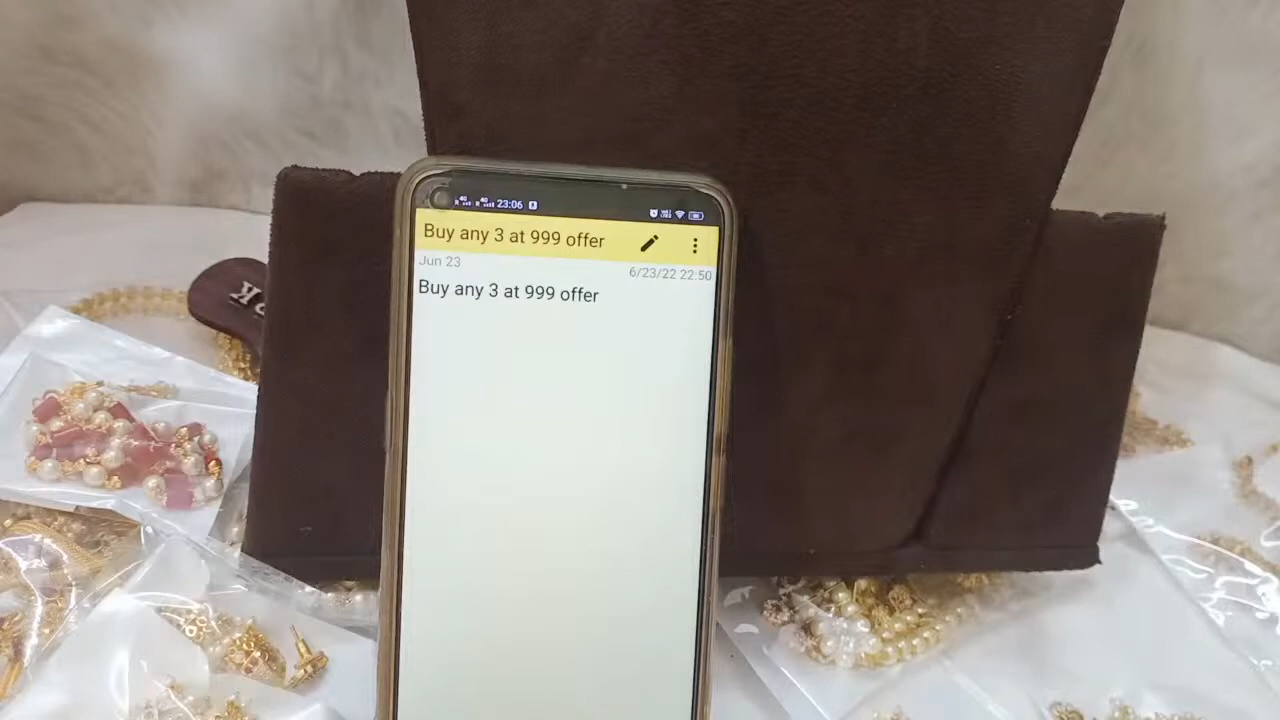 23:06
Buy any 3 at 999 offer
Jun 23
6/23/22 22:50
Buy any 3 at 999 offer